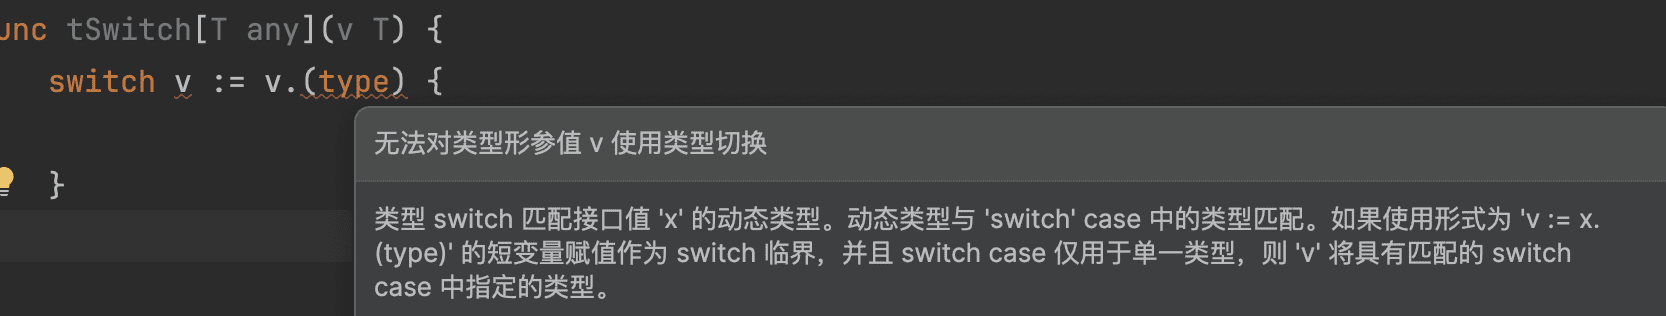 unc tSwitch[T any](v T) {
switch v := v.(type) {
无法对类型形参值 v 使用类型切换
}
类型 switch 匹配接口值 'x' 的动态类型。动态类型与 'switch' case 中的类型匹配。如果使用形式为 'v := x.
(type)' 的短变量赋值作为 switch 临界，并且 switch case 仅用于单一类型，则 'v' 将具有匹配的 switch
case 中指定的类型。